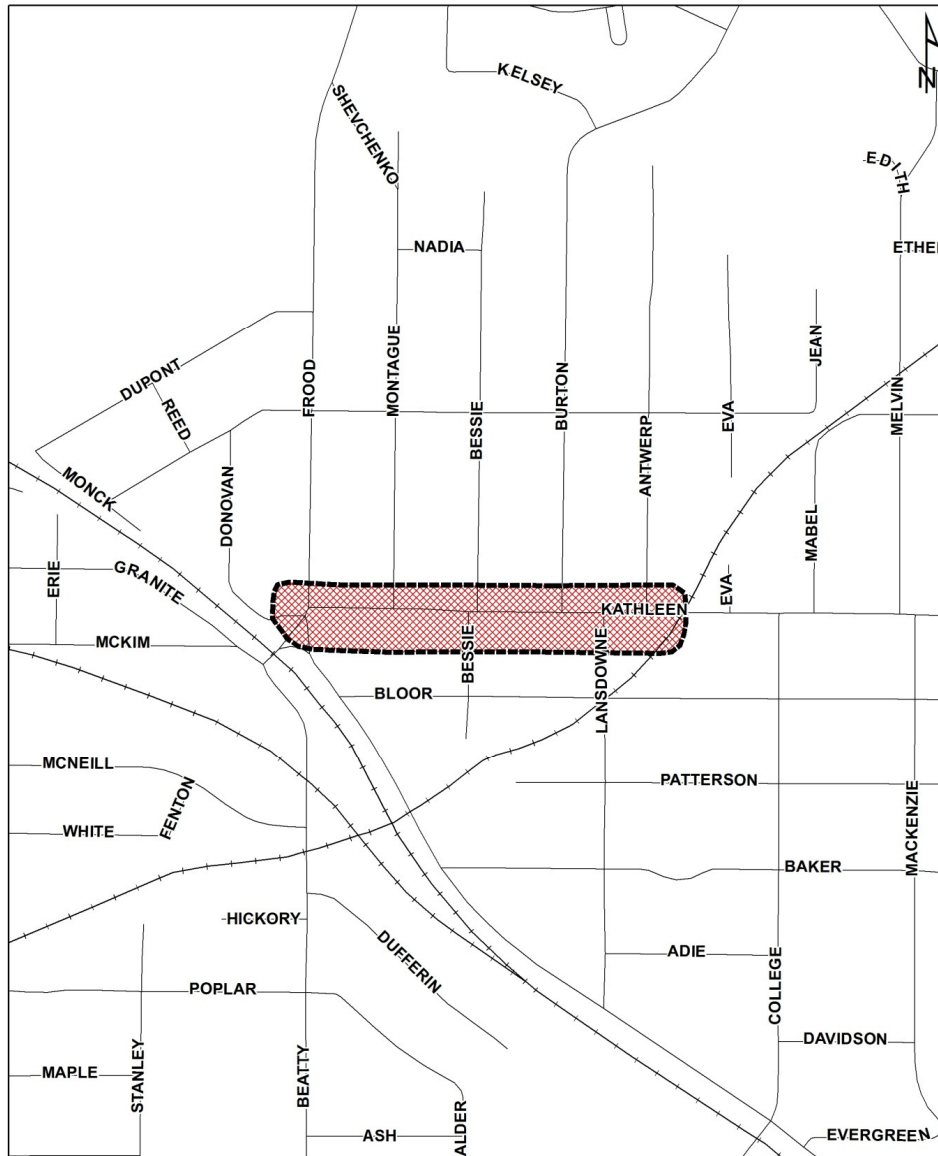 N
KELSEY
SHEVCHENKO
EDITH
NADIA
ETHE
DUPONT
REED
FROOD
MONTAGUE
BESSIE
BURTON
ANTWERP
EVA
JEAN
MELVIN
MONCK
DONOVAN
MABEL
ERIE
GRANITE
EVA
KATHLEEN
MCKIM
BESSIE
LANSDOWNE
BLOOR
MCNEILL
FENTON
PATTERSON
WHITE
MACKENZIE
BAKER
HICKORY
DUFFERIN
ADIE
COLLEGE
POPLAR
DAVIDSON
MAPLE
STANLEY
BEATTY
ALDER
ASH
EVERGREEN